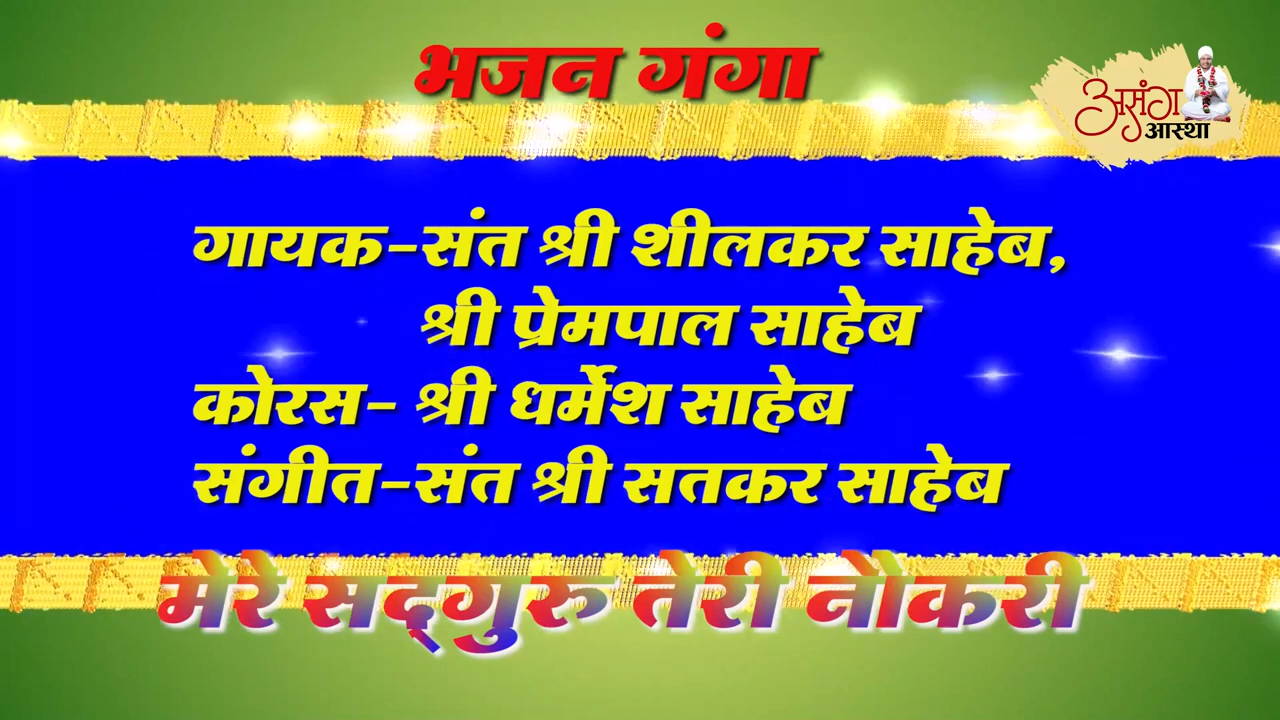 भजन गंगा
असंग
आस्था
गायक-संत श्री शीलकर साहेब,
श्री प्रेमपाल साहेब
कोरस- श्री धर्मेश साहेब
संगीत-संत श्री सतकर साहेब
मेरे सद्‌गुरु तेरी नौकरी